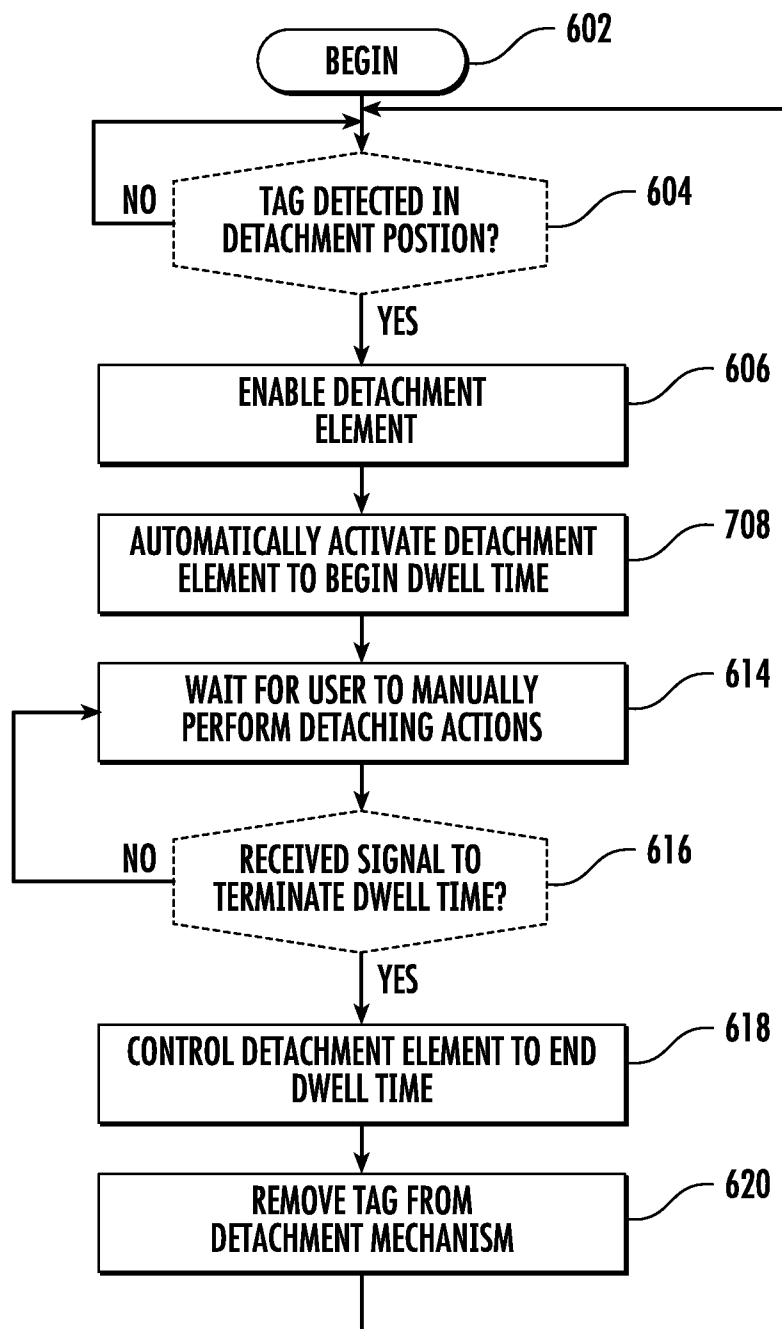 BEGIN
602
TAG DETECTED IN
DETACHMENT POSTION?
604
NO
YES
ENABLE DETACHMENT
ELEMENT
606
AUTOMATICALLY ACTIVATE DETACHMENT
ELEMENT TO BEGIN DWELL TIME
708
WAIT FOR USER TO MANUALLY
PERFORM DETACHING ACTIONS
614
RECEIVED SIGNAL TO
TERMINATE DWELL TIME?
616
NO
YES
CONTROL DETACHMENT ELEMENT TO END
DWELL TIME
618
REMOVE TAG FROM
DETACHMENT MECHANISM
620